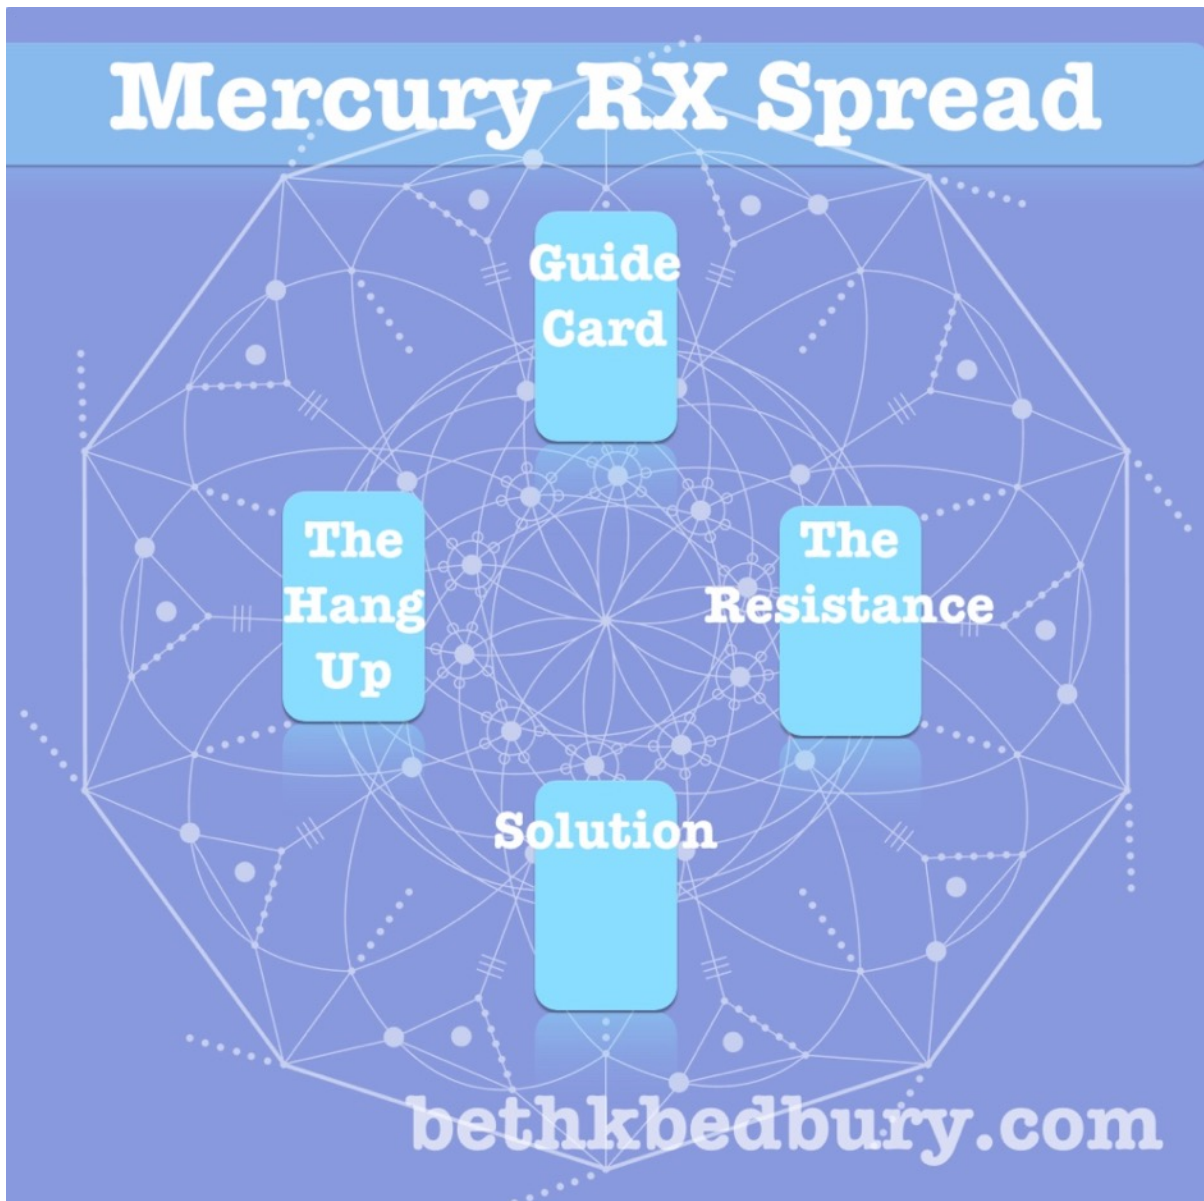 Mercury RX Spread
Guide
Card
The
Hang
Up
The
Resistance
Solution
bethkbedbury.com